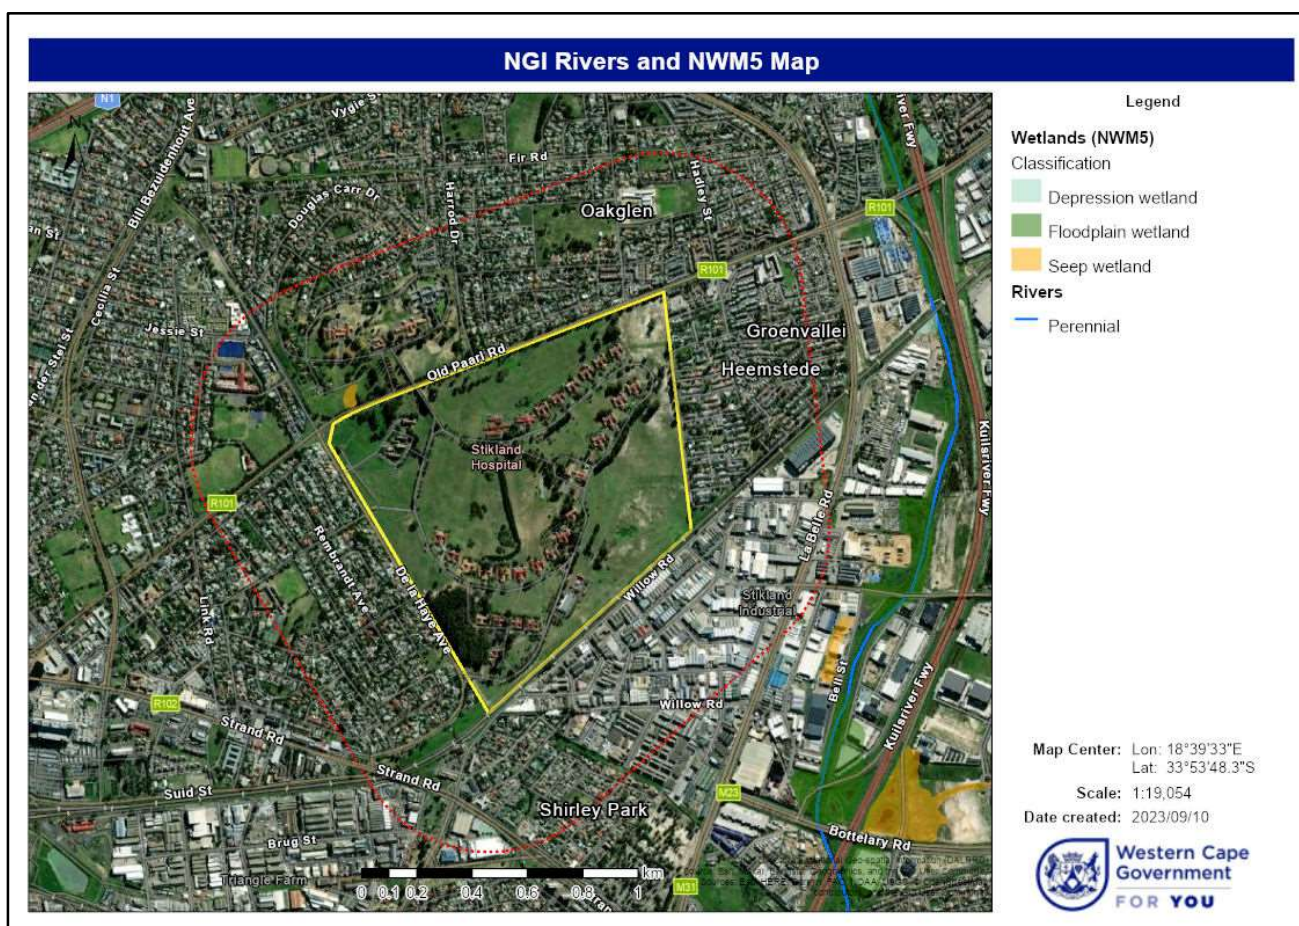 NGI Rivers and NWM5 Map
N1
Vygie St
Bill Bezuidenhout Ave
Fir Rd
Douglas Carr Dr
Harrod Dr
Hadley St
Oakglen
R101
Cecilia St
R101
Jessie St
Groenvallei
Heemstede
Old Paarl Rd
Stikland
Hospital
R101
Kuilsriver Fwy
La Belle Rd
Rembrandt Ave
De la Haye Ave
Willow Rd
Stikland
Industrial
Link Rd
Bell St
R102
Willow Rd
Kuilsriver Fwy
Strand Rd
Strand Rd
Suid St
Shirley Park
M23
Bottelary Rd
Brug St
Triangle Farm
M31
0 0.1 0.2 0.4 0.6 0.8 1
km
Legend
Wetlands (NWM5)
Classification
Depression wetland
Floodplain wetland
Seep wetland
Rivers
Perennial
Map Center: Lon: 18°39'33"E
Lat: 33°53'48.3"S
Scale: 1:19,054
Date created: 2023/09/10
Western Cape
Government
FOR YOU